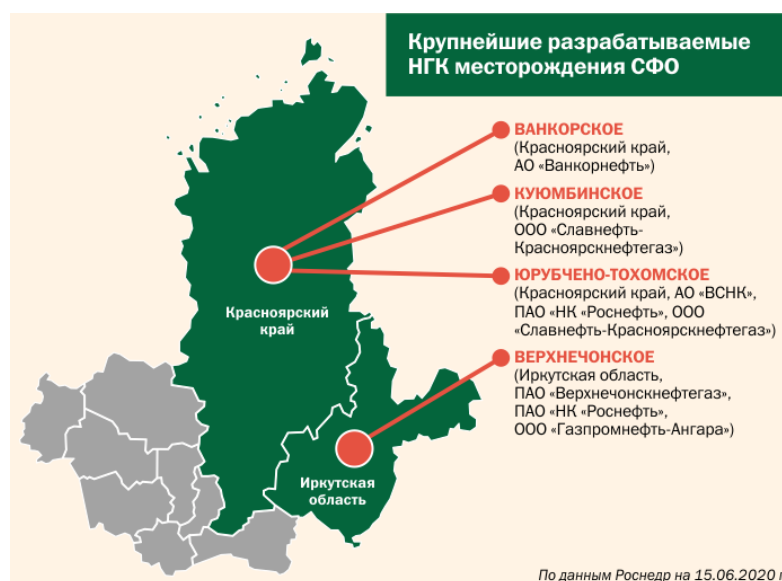 Крупнейшие разрабатываемые
НГК месторождения СФО
ВАНКОРСКОЕ
(Красноярский край,
АО «Ванкорнефть»)
КУЮМБИНСКОЕ
(Красноярский край,
ООО «Славнефть-
Красноярскнефтегаз»)
ЮРУБЧЕНО-ТОХОМСКОЕ
(Красноярский край, АО «ВСНК»,
ПАО «НК «Роснефть», ООО
«Славнефть-Красноярскнефтегаз»)
ВЕРХНЕЧОНСКОЕ
(Иркутская область,
ПАО «Верхнечонскнефтегаз»,
ПАО «НК «Роснефть»,
ООО «Газпромнефть-Ангара»)
Красноярский
край
Иркутская
область
По данным Роснедр на 15.06.2020 г